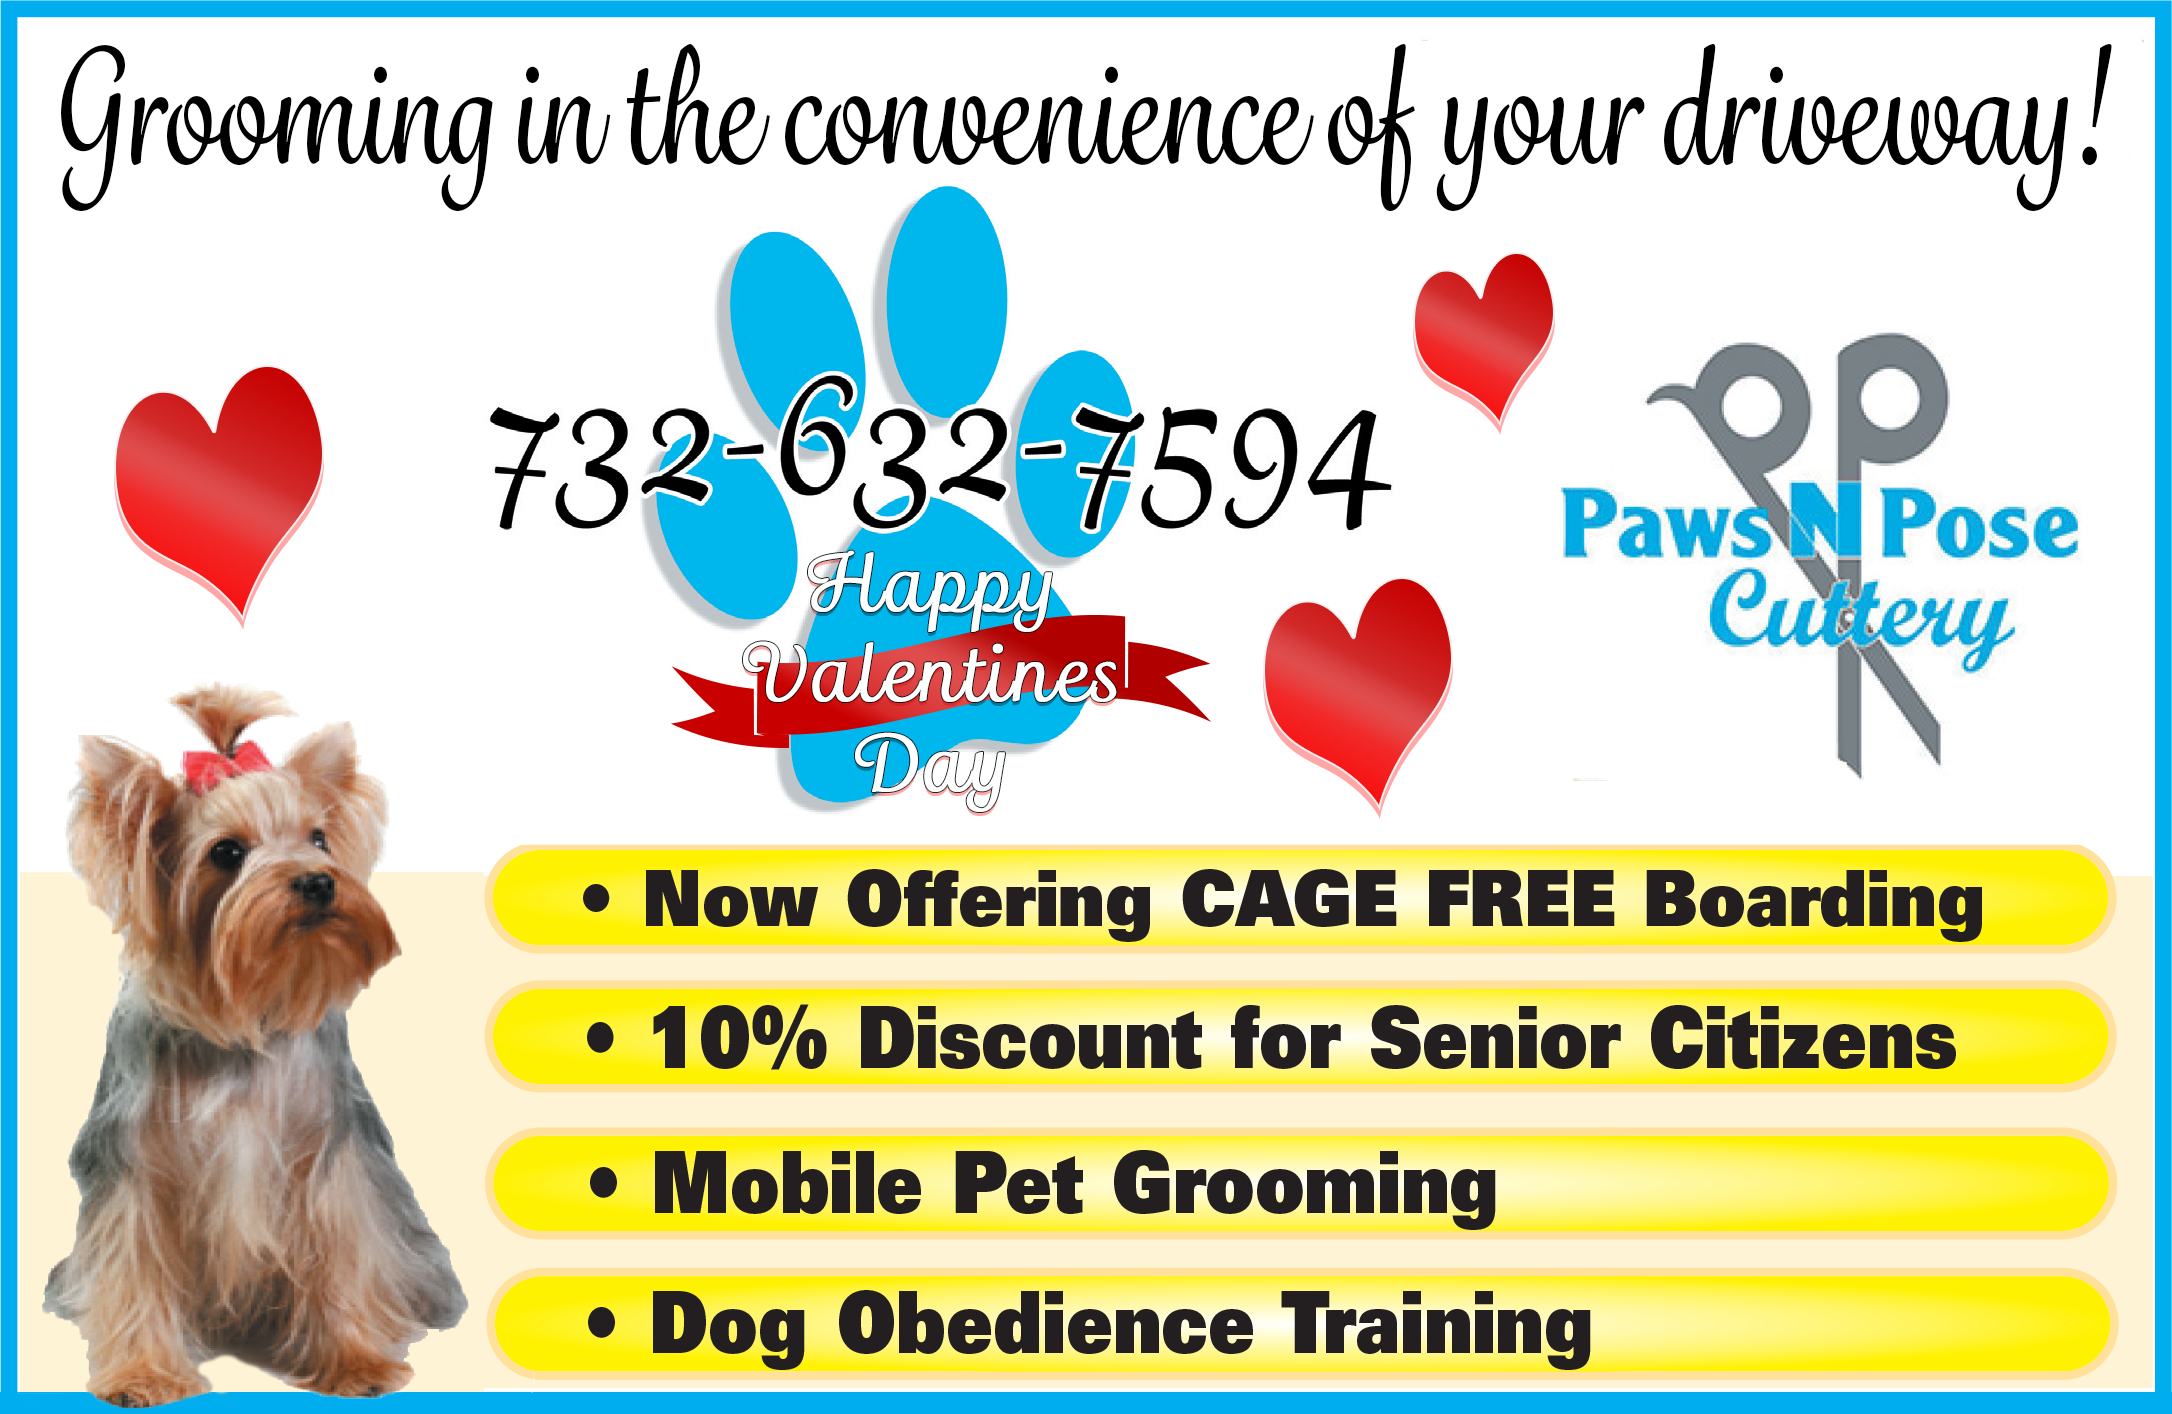 Grooming in the convenience of your driveway!
732-632-7594
Happy
Valentines
Day
Paws N Pose
Cuttery
• Now Offering CAGE FREE Boarding
• 10% Discount for Senior Citizens
• Mobile Pet Grooming
• Dog Obedience Training